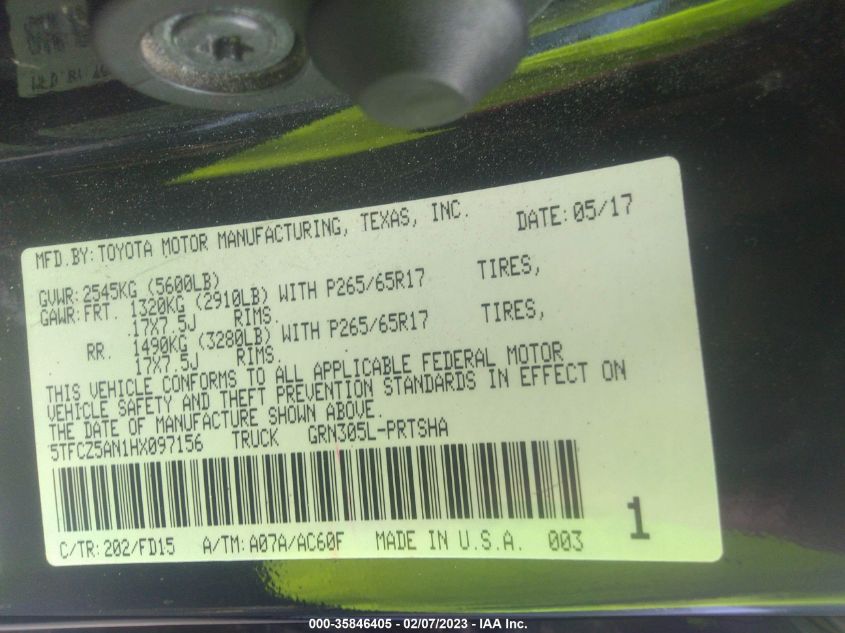 MFD.BY:TOYOTA MOTOR MANUFACTURING, TEXAS, INC. DATE:05/17
GVWR:2545KG (5600LB)
GAWR:FRT. 1320KG (2910LB) WITH P265/65R17 TIRES,
17X7.5J RIMS.
RR. 1490KG (3280LB) WITH P265/65R17 TIRES,
17X7.5J RIMS.
THIS VEHICLE CONFORMS TO ALL APPLICABLE FEDERAL MOTOR
VEHICLE SAFETY AND THEFT PREVENTION STANDARDS IN EFFECT ON
THE DATE OF MANUFACTURE SHOWN ABOVE.
5TFCZ5AN1HX097156 TRUCK GRN305L-PRTSHA
C/TR:202/FD15 A/TM:A07A/AC60F MADE IN U.S.A. 003 1
000-35846405 - 02/07/2023 - IAA Inc.